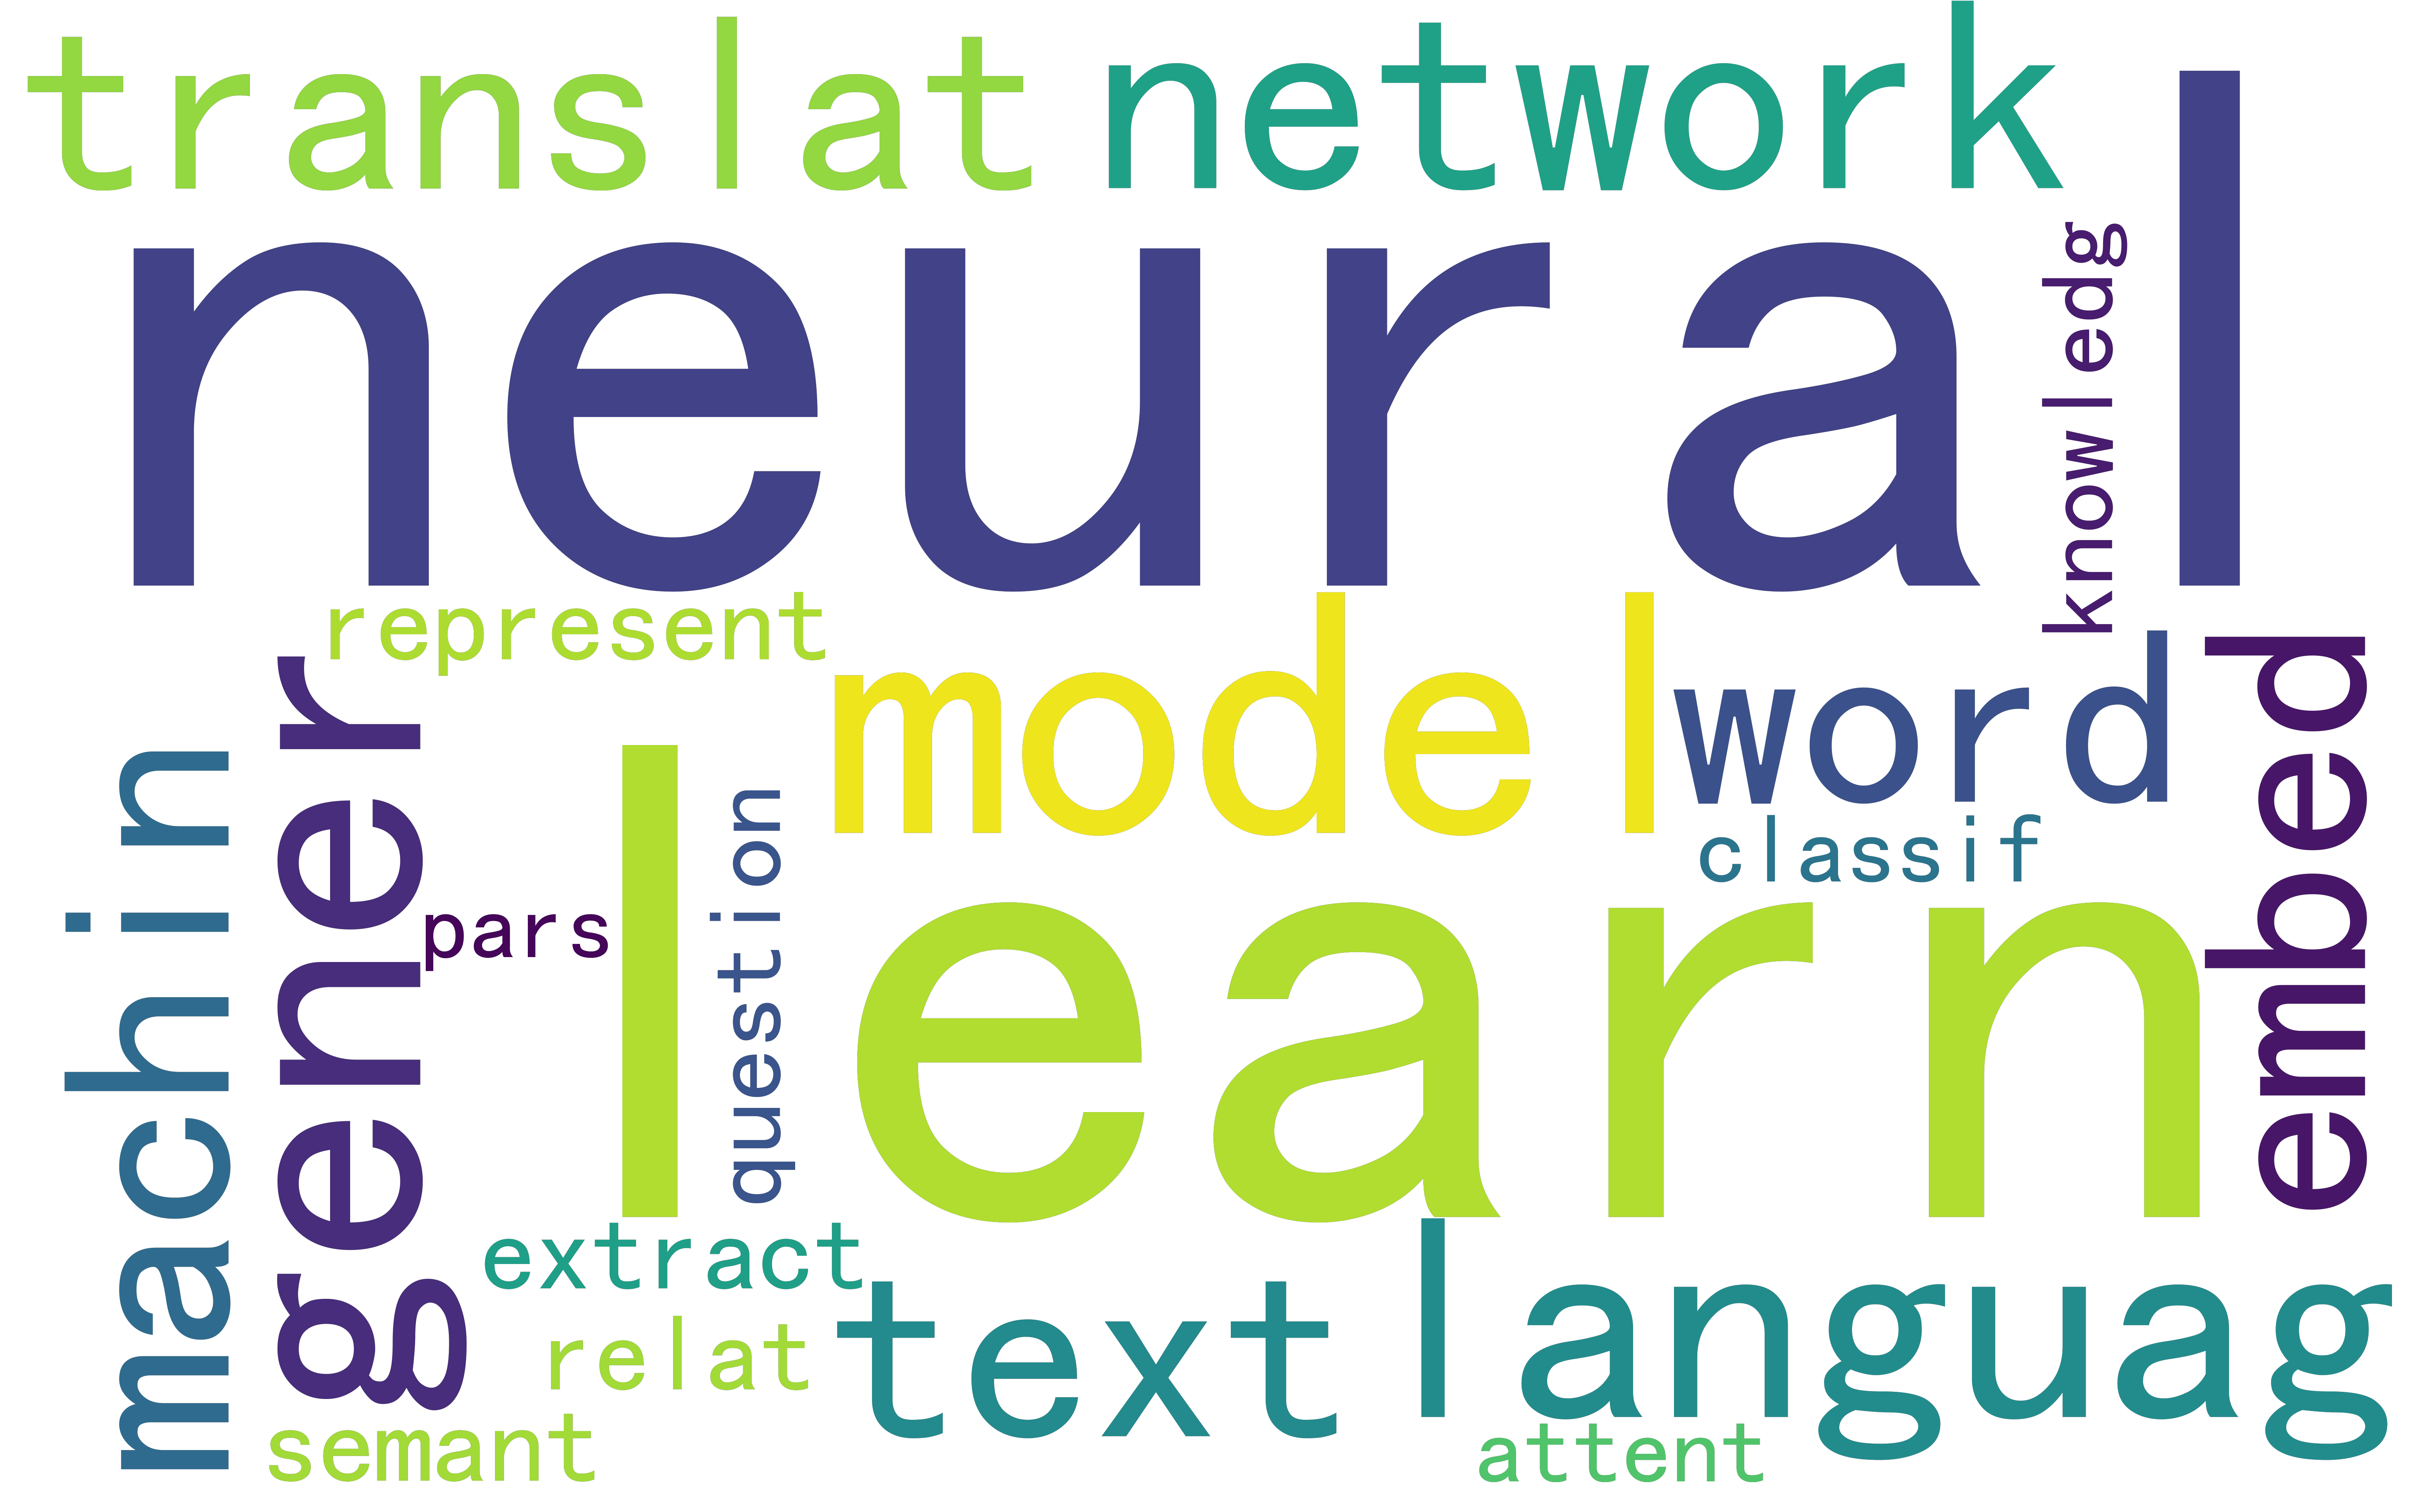 translat network
neural
knowledg
represent
model
word
embed
machin
gener
question
classif
pars
learn
extract
text
languag
relat
semant
attent